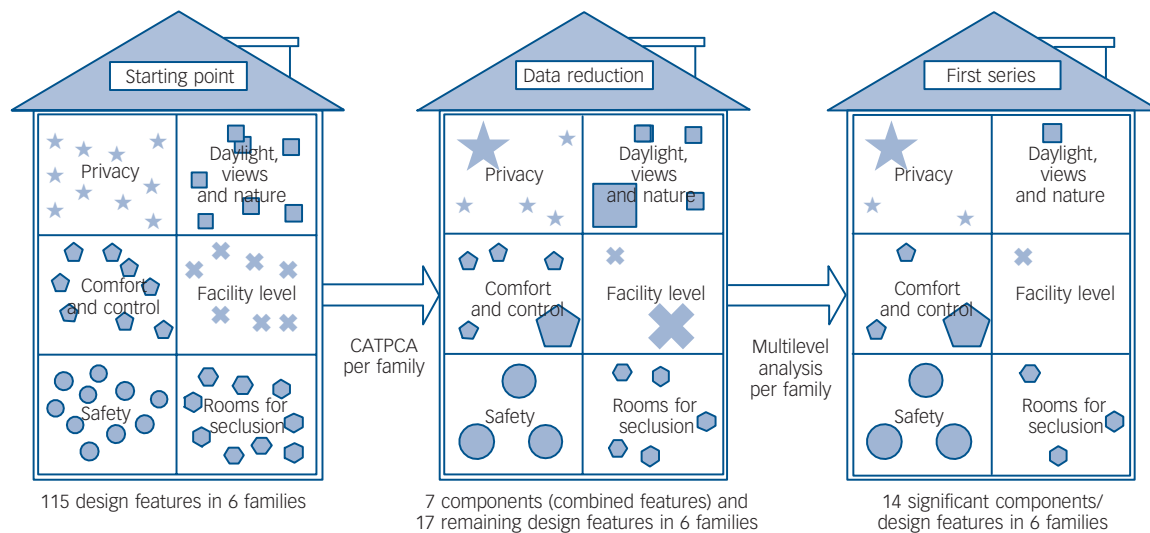 Starting point
Privacy
Daylight,
views
and nature
Comfort
and control
Facility level
Safety
Rooms for
seclusion
115 design features in 6 families
CATPCA
per family
Data reduction
Privacy
Daylight,
views
and nature
Comfort
and control
Facility level
Safety
Rooms for
seclusion
7 components (combined features) and
17 remaining design features in 6 families
Multilevel
analysis
per family
First series
Privacy
Daylight,
views
and nature
Comfort
and control
Facility level
Safety
Rooms for
seclusion
14 significant components/
design features in 6 families